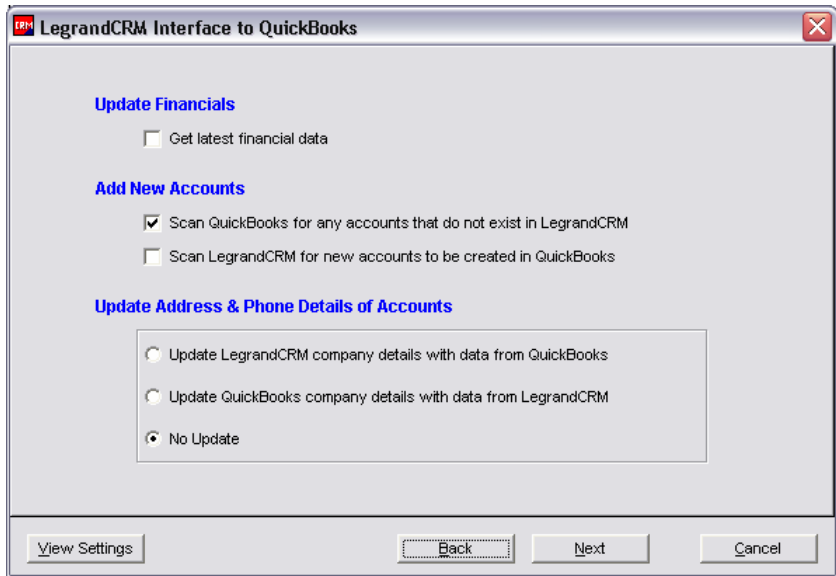 CRM LegrandCRM Interface to QuickBooks
Update Financials
Get latest financial data
Add New Accounts
Scan QuickBooks for any accounts that do not exist in LegrandCRM
Scan LegrandCRM for new accounts to be created in QuickBooks
Update Address & Phone Details of Accounts
Update LegrandCRM company details with data from QuickBooks
Update QuickBooks company details with data from LegrandCRM
No Update
View Settings Back Next Cancel